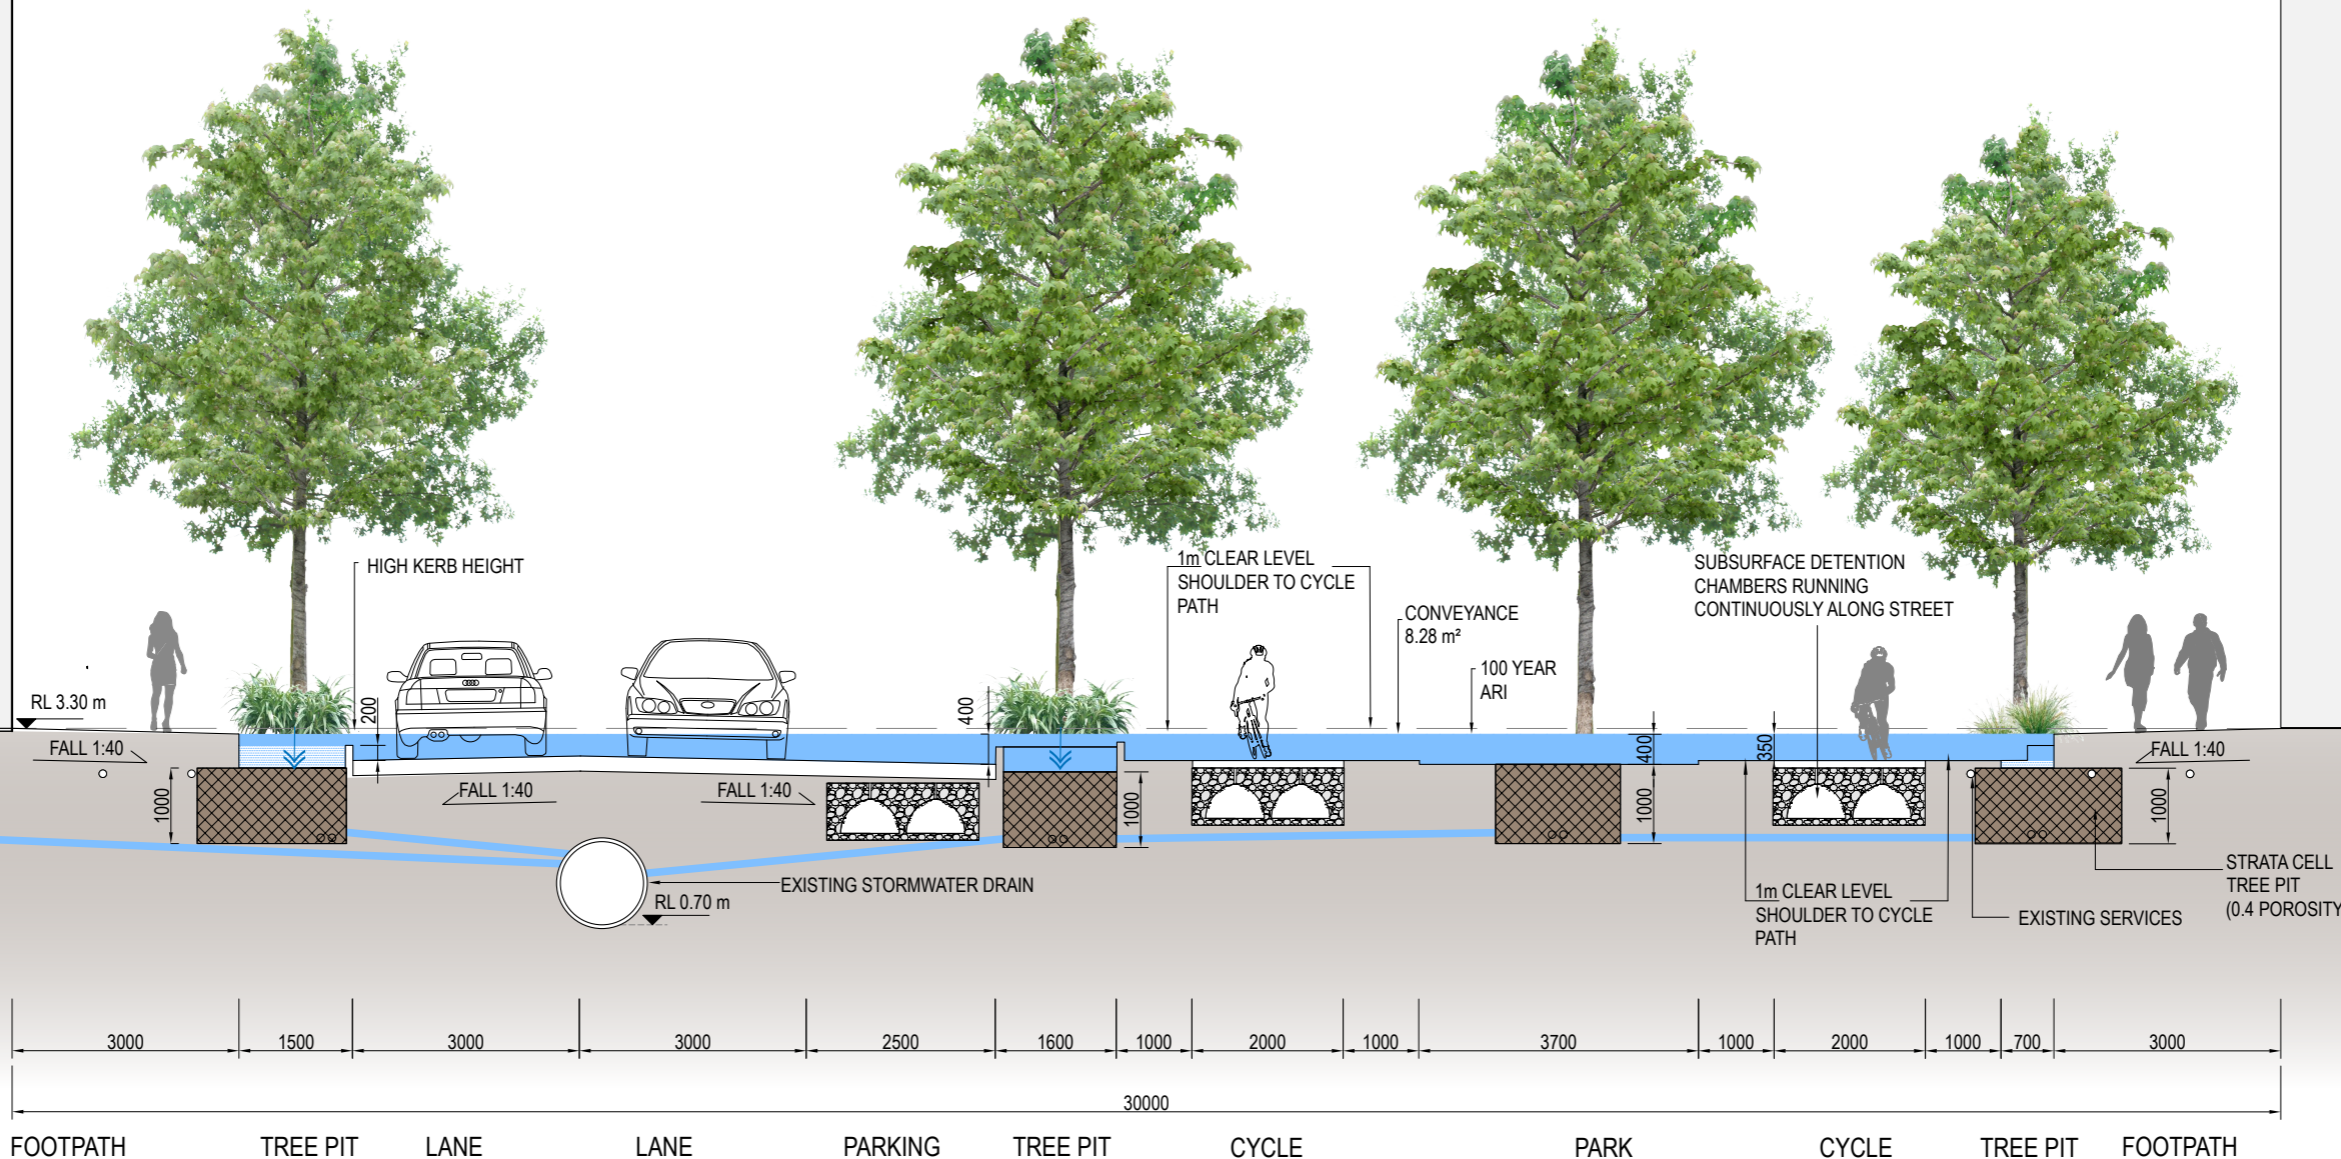 HIGH KERB HEIGHT
1m CLEAR LEVEL
SHOULDER TO CYCLE
PATH
CONVEYANCE
8.28 m²
100 YEAR
ARI
SUBSURFACE DETENTION
CHAMBERS RUNNING
CONTINUOUSLY ALONG STREET
RL 3.30 m
200
400
400
350
FALL 1:40
FALL 1:40
FALL 1:40
FALL 1:40
1000
1000
1000
1000
EXISTING STORMWATER DRAIN
RL 0.70 m
1m CLEAR LEVEL
SHOULDER TO CYCLE
PATH
EXISTING SERVICES
STRATA CELL
TREE PIT
(0.4 POROSITY
3000 1500 3000 3000 2500 1600 1000 2000 1000 3700 1000 2000 1000 700 3000
30000
FOOTPATH TREE PIT LANE LANE PARKING TREE PIT CYCLE PARK CYCLE TREE PIT FOOTPATH